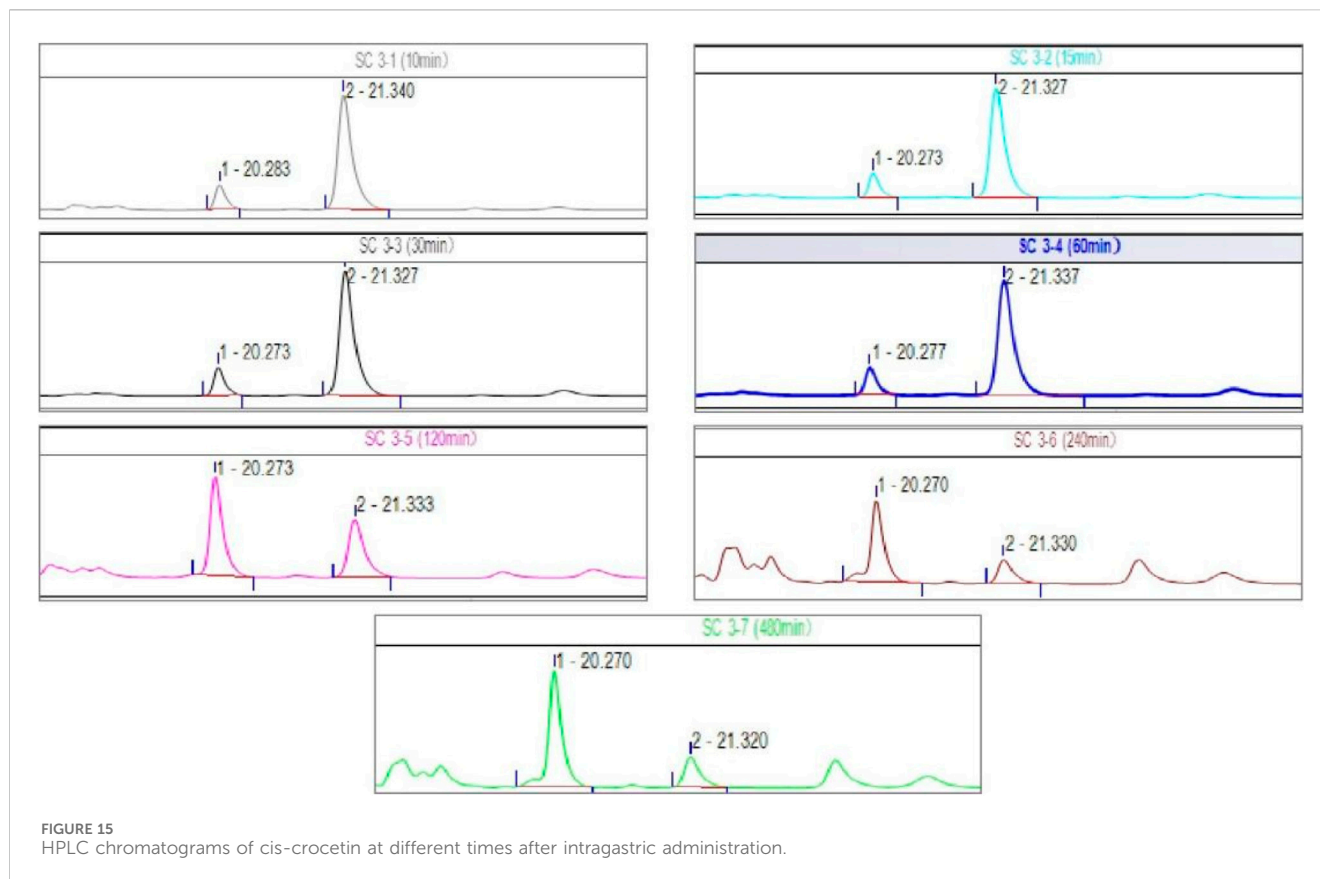 SC 3-1 (10min)
2 - 21.340
1 - 20.283
SC 3-2 (15min)
2 - 21.327
1 - 20.273
SC 3-3 (30min)
2 - 21.327
1 - 20.273
SC 3-4 (60min)
2 - 21.337
1 - 20.277
SC 3-5 (120min)
1 - 20.273
2 - 21.333
SC 3-6 (240min)
1 - 20.270
2 - 21.330
SC 3-7 (480min)
1 - 20.270
2 - 21.320
FIGURE 15
HPLC chromatograms of cis-crocetin at different times after intragastric administration.